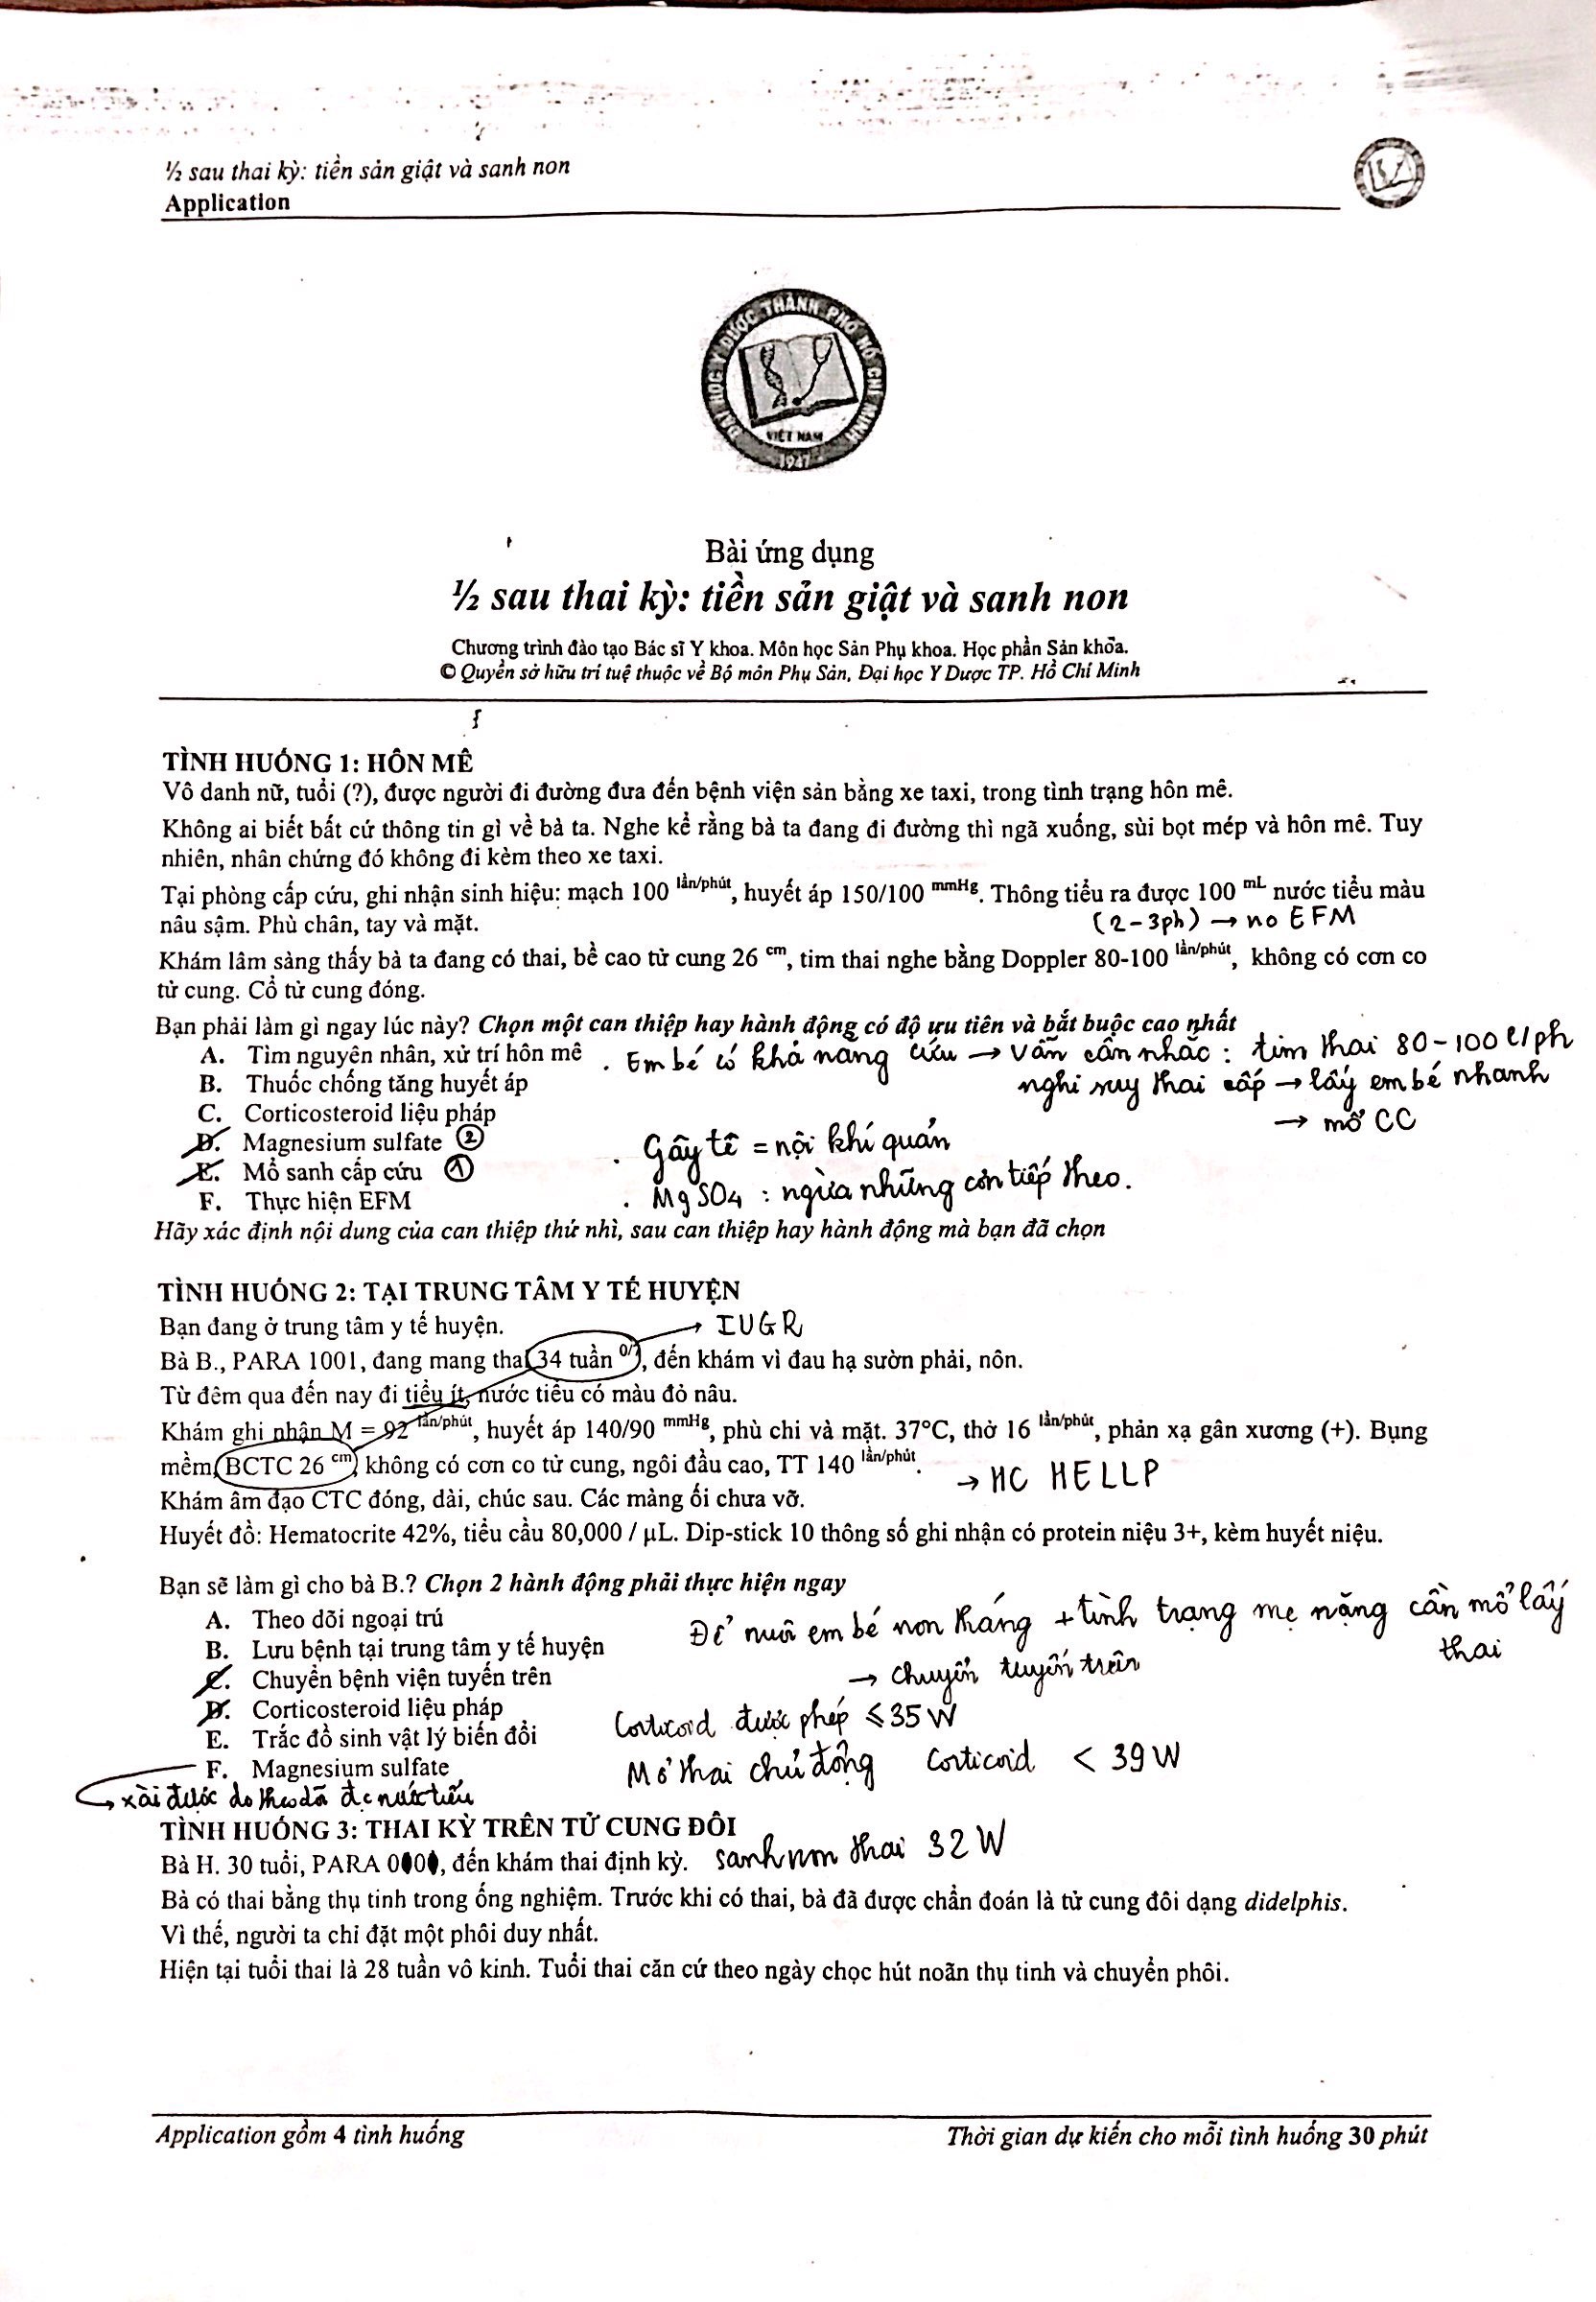 ½ sau thai kỳ: tiền sản giật và sanh non
Application
ĐẠI HỌC Y DƯỢC THÀNH PHỐ HỒ CHÍ MINH
VIỆT NAM
1947
Bài ứng dụng
½ sau thai kỳ: tiền sản giật và sanh non
Chương trình đào tạo Bác sĩ Y khoa. Môn học Sản Phụ khoa. Học phần Sản khoa.
© Quyền sở hữu trí tuệ thuộc về Bộ môn Phụ Sản, Đại học Y Dược TP. Hồ Chí Minh
TÌNH HUỐNG 1: HÔN MÊ
Vô danh nữ, tuổi (?), được người đi đường đưa đến bệnh viện sản bằng xe taxi, trong tình trạng hôn mê.
Không ai biết bất cứ thông tin gì về bà ta. Nghe kể rằng bà ta đang đi đường thì ngã xuống, sùi bọt mép và hôn mê. Tuy
nhiên, nhân chứng đó không đi kèm theo xe taxi.
Tại phòng cấp cứu, ghi nhận sinh hiệu: mạch 100 lần/phút, huyết áp 150/100 mmHg. Thông tiểu ra được 100 mL nước tiểu màu
nâu sậm. Phù chân, tay và mặt.
(2-3ph) → no EFM
Khám lâm sàng thấy bà ta đang có thai, bề cao tử cung 26 cm, tim thai nghe bằng Doppler 80-100 lần/phút, không có cơn co
tử cung. Cổ tử cung đóng.
Bạn phải làm gì ngay lúc này? Chọn một can thiệp hay hành động có độ ưu tiên và bắt buộc cao nhất
A. Tìm nguyên nhân, xử trí hôn mê
. Em bé có khả năng cứu → vấn cân nhắc : tim thai 80-100 l/ph
B. Thuốc chống tăng huyết áp
nghi suy thai cấp → lấy em bé nhanh
C. Corticosteroid liệu pháp
→ mổ CC
D. Magnesium sulfate ②
. Gây tê = nội khí quản
E. Mổ sanh cấp cứu ①
. MgSO4 : ngừa những cơn tiếp theo.
F. Thực hiện EFM
Hãy xác định nội dung của can thiệp thứ nhì, sau can thiệp hay hành động mà bạn đã chọn
TÌNH HUỐNG 2: TẠI TRUNG TÂM Y TẾ HUYỆN
Bạn đang ở trung tâm y tế huyện.
→ IUGR
Bà B., PARA 1001, đang mang thai 34 tuần 0/7, đến khám vì đau hạ sườn phải, nôn.
Từ đêm qua đến nay đi tiểu ít, nước tiểu có màu đỏ nâu.
Khám ghi nhận M = 92 lần/phút, huyết áp 140/90 mmHg, phù chi và mặt. 37°C, thở 16 lần/phút, phản xạ gân xương (+). Bụng
mềm, BCTC 26 cm, không có cơn co tử cung, ngôi đầu cao, TT 140 lần/phút.
→ HC HELLP
Khám âm đạo CTC đóng, dài, chúc sau. Các màng ối chưa vỡ.
Huyết đồ: Hematocrite 42%, tiểu cầu 80,000 / µL. Dip-stick 10 thông số ghi nhận có protein niệu 3+, kèm huyết niệu.
Bạn sẽ làm gì cho bà B.? Chọn 2 hành động phải thực hiện ngay
A. Theo dõi ngoại trú
Để nuôi em bé non tháng + tình trạng mẹ nặng cần mổ lấy
thai
B. Lưu bệnh tại trung tâm y tế huyện
C. Chuyển bệnh viện tuyến trên
→ chuyển tuyến trên
D. Corticosteroid liệu pháp
Corticoid được phép ≤35W
E. Trắc đồ sinh vật lý biến đổi
F. Magnesium sulfate
Mổ thai chủ động Corticoid < 39W
→ xài được do theo dõi đc nước tiểu
TÌNH HUỐNG 3: THAI KỲ TRÊN TỬ CUNG ĐÔI
Bà H. 30 tuổi, PARA 0101, đến khám thai định kỳ.
sanh non thai 32W
Bà có thai bằng thụ tinh trong ống nghiệm. Trước khi có thai, bà đã được chẩn đoán là tử cung đôi dạng didelphis.
Vì thế, người ta chỉ đặt một phôi duy nhất.
Hiện tại tuổi thai là 28 tuần vô kinh. Tuổi thai căn cứ theo ngày chọc hút noãn thụ tinh và chuyển phôi.
Application gồm 4 tình huống
Thời gian dự kiến cho mỗi tình huống 30 phút